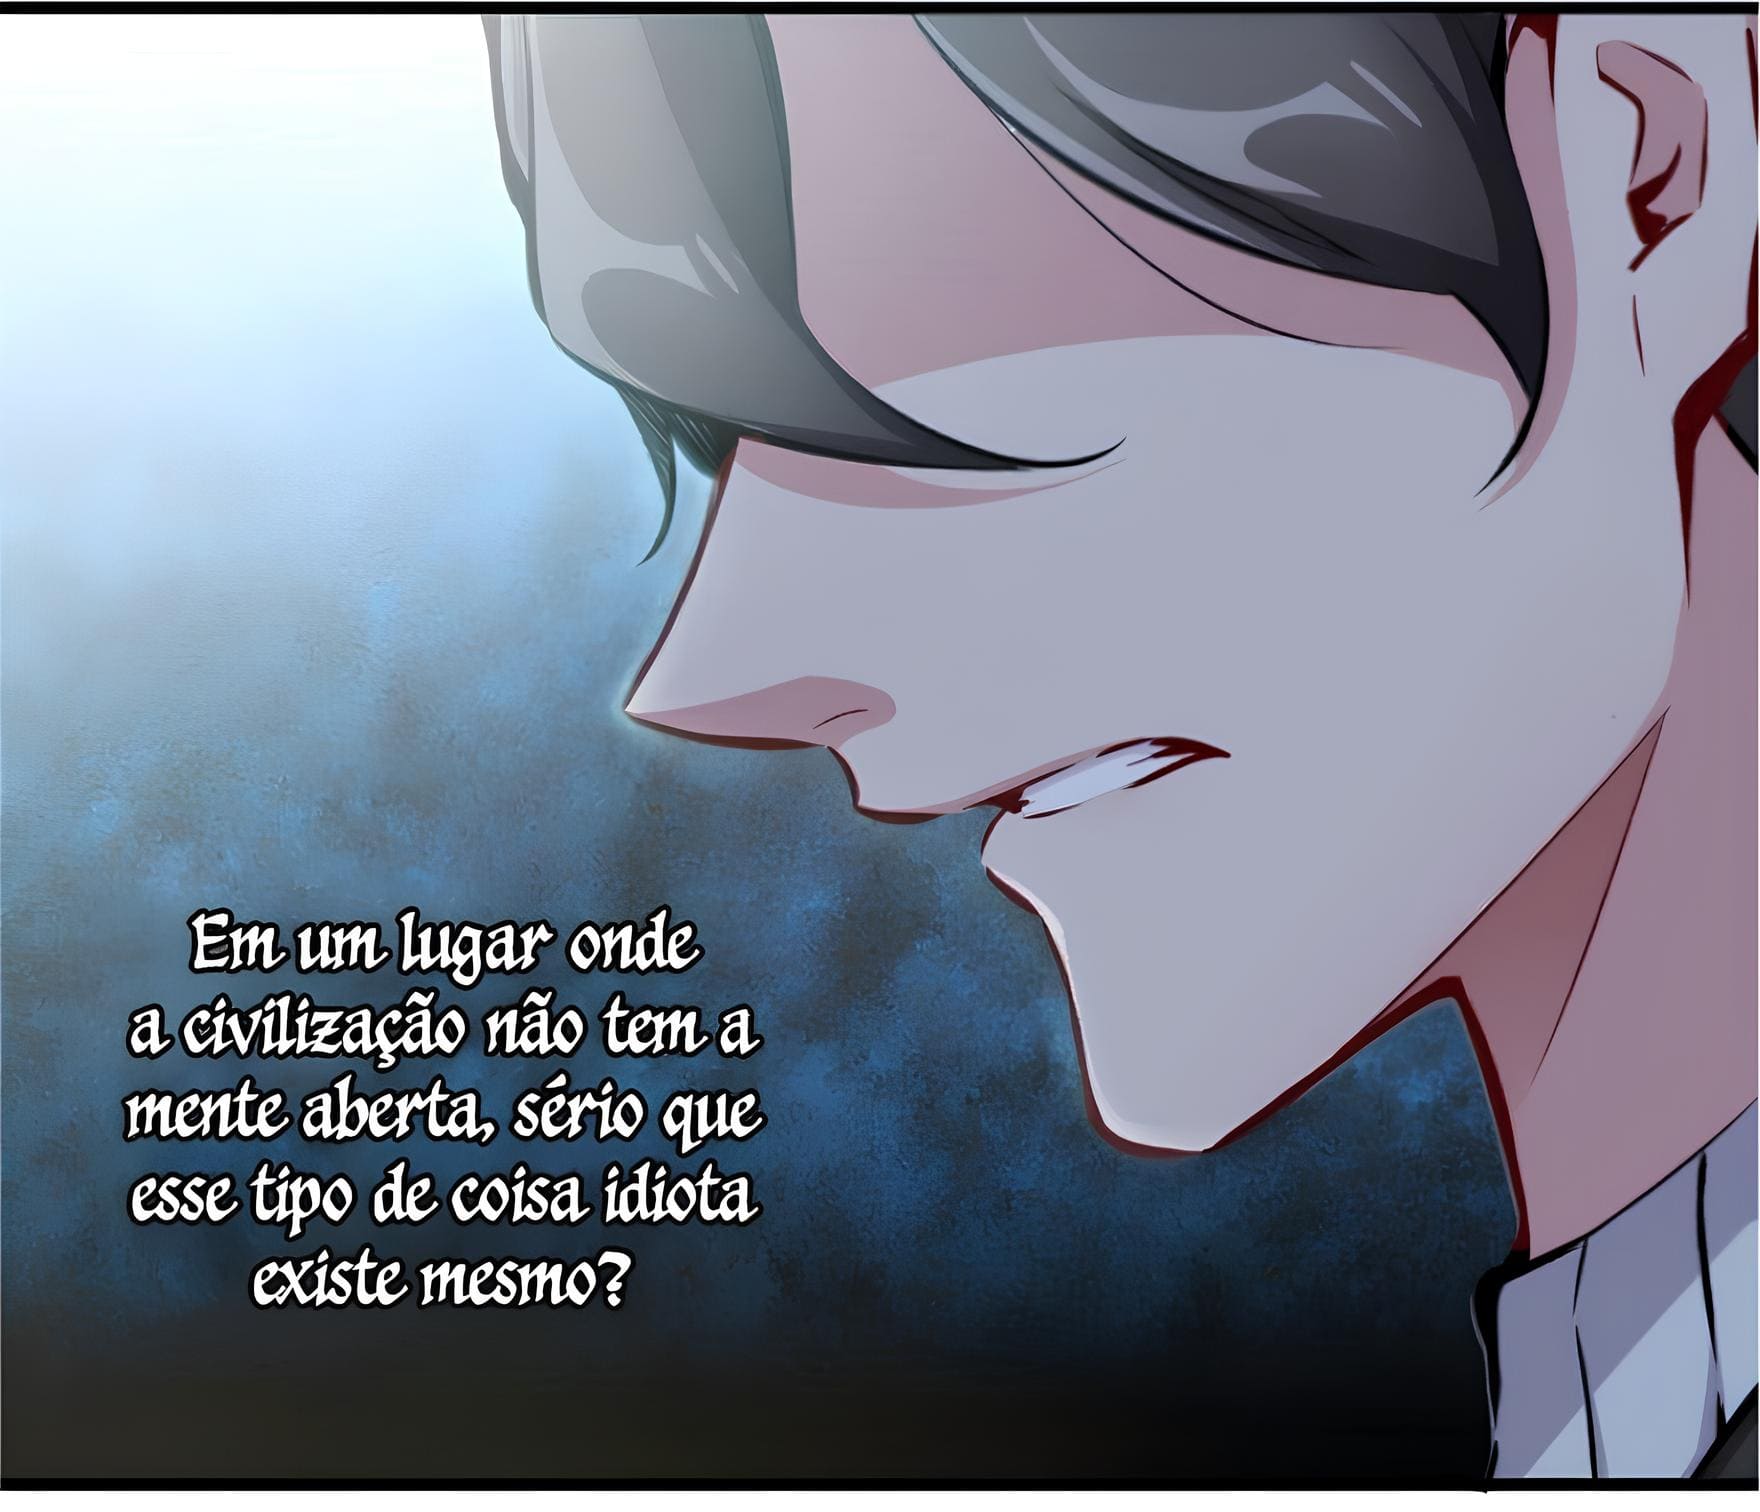 Em um lugar onde
a civilização não tem a
mente aberta, sério que
esse tipo de coisa idiota
existe mesmo?